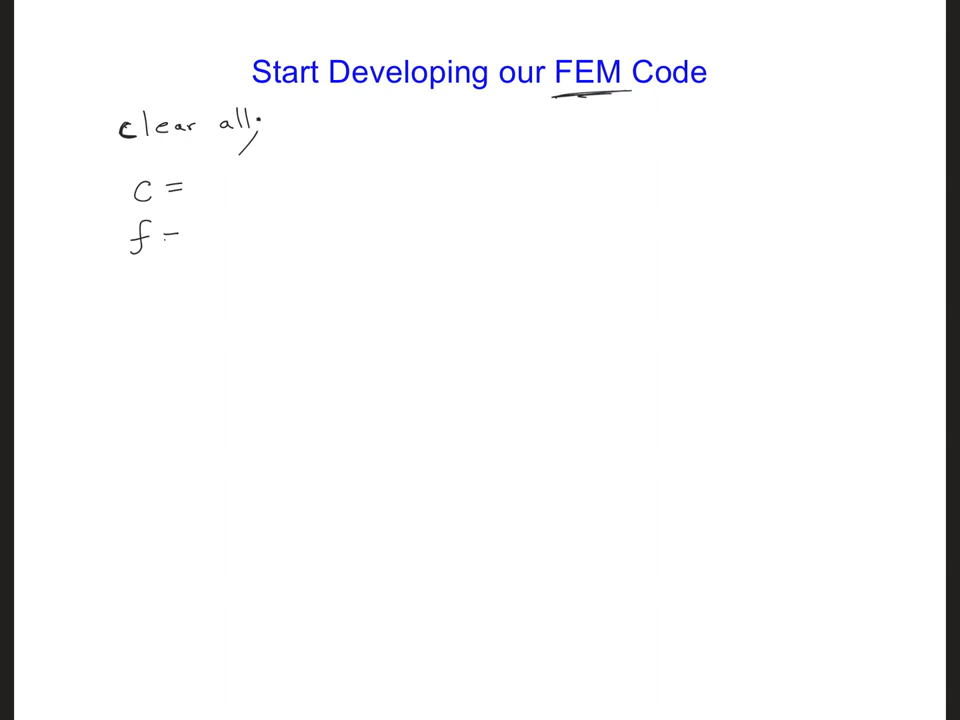 Start Developing our FEM Code
clear all;
c =
f =